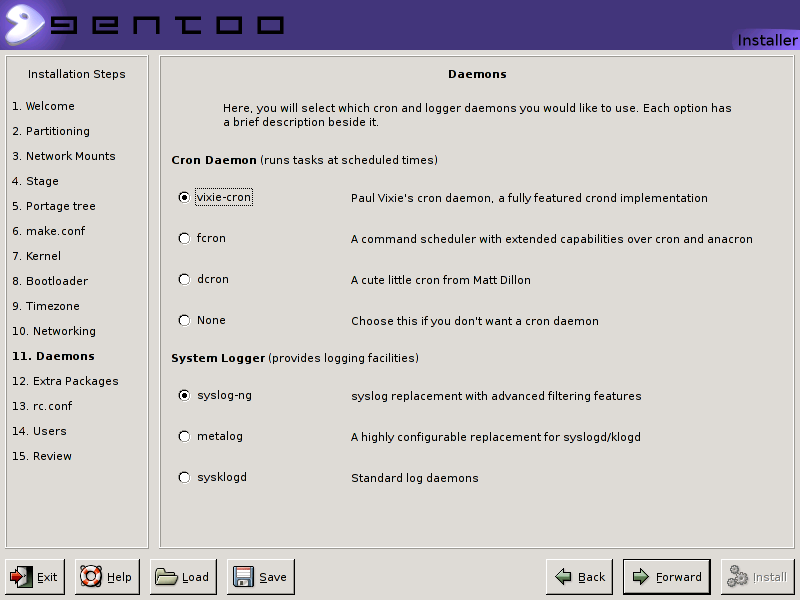 gentoo
Installer
Installation Steps
1. Welcome
2. Partitioning
3. Network Mounts
4. Stage
5. Portage tree
6. make.conf
7. Kernel
8. Bootloader
9. Timezone
10. Networking
11. Daemons
12. Extra Packages
13. rc.conf
14. Users
15. Review
Daemons
Here, you will select which cron and logger daemons you would like to use. Each option has
a brief description beside it.
Cron Daemon (runs tasks at scheduled times)
vixie-cron Paul Vixie's cron daemon, a fully featured crond implementation
fcron A command scheduler with extended capabilities over cron and anacron
dcron A cute little cron from Matt Dillon
None Choose this if you don't want a cron daemon
System Logger (provides logging facilities)
syslog-ng syslog replacement with advanced filtering features
metalog A highly configurable replacement for syslogd/klogd
sysklogd Standard log daemons
Exit Help Load Save Back Forward Install